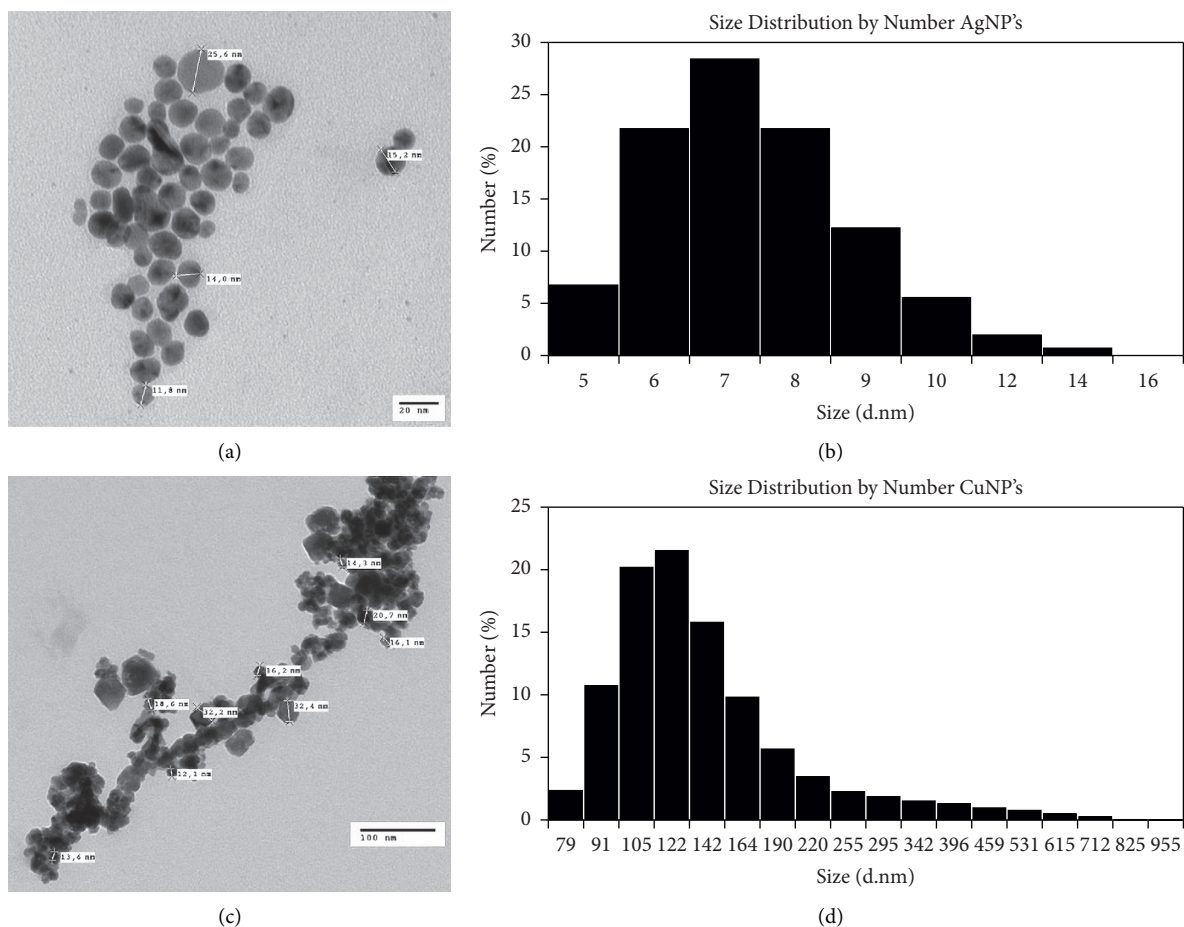 25,6 nm
15,2 nm
14,0 nm
11,8 nm
20 nm
(a)
Size Distribution by Number AgNP's
Number (%)
30
25
20
15
10
5
0
5 6 7 8 9 10 12 14 16
Size (d.nm)
(b)
14,3 nm
20,7 nm
16,1 nm
16,2 nm
18,6 nm
32,2 nm
32,4 nm
12,1 nm
13,6 nm
100 nm
(c)
Size Distribution by Number CuNP's
Number (%)
25
20
15
10
5
0
79 91 105 122 142 164 190 220 255 295 342 396 459 531 615 712 825 955
Size (d.nm)
(d)